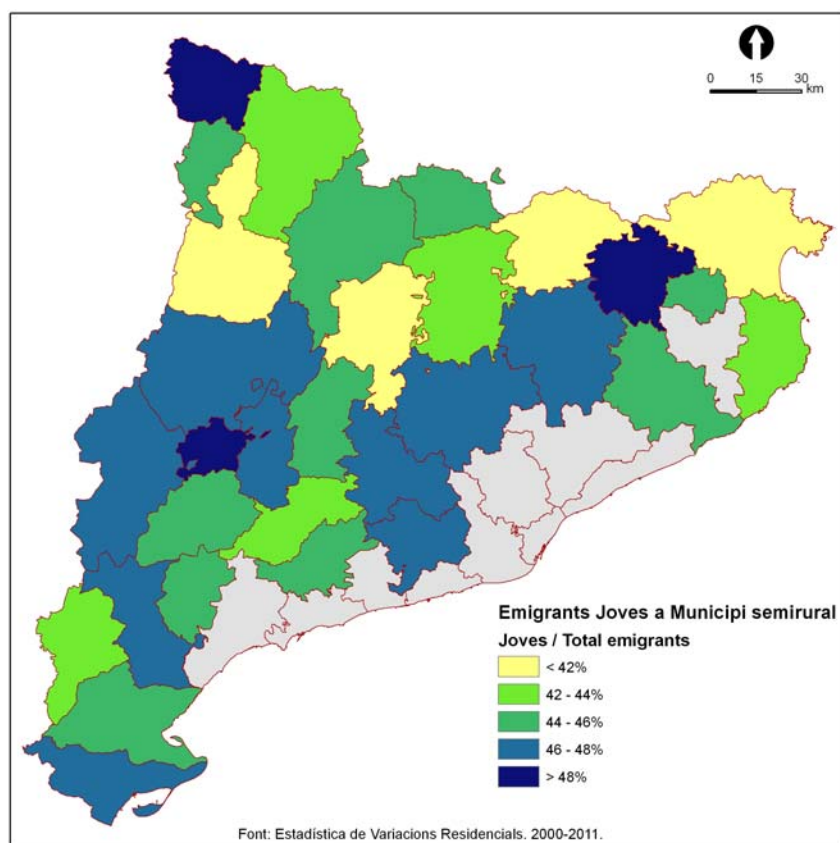 0 15 30
km
Emigrants Joves a Municipi semirural
Joves / Total emigrants
< 42%
42 - 44%
44 - 46%
46 - 48%
> 48%
Font: Estadística de Variacions Residencials. 2000-2011.